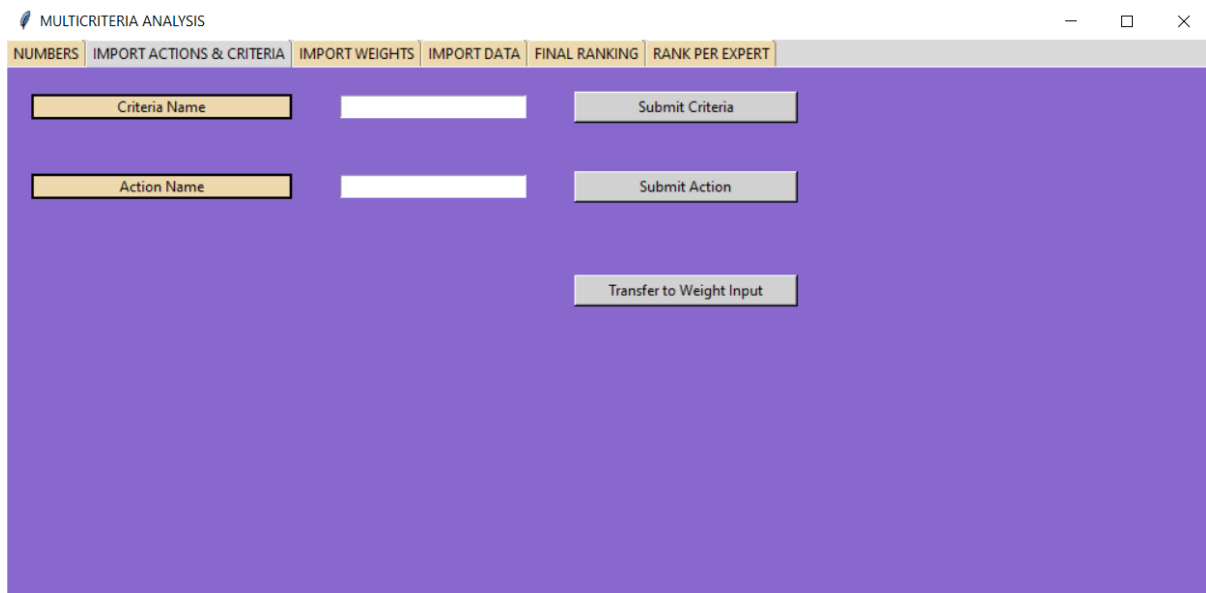 MULTICRITERIA ANALYSIS
NUMBERS IMPORT ACTIONS & CRITERIA IMPORT WEIGHTS IMPORT DATA FINAL RANKING RANK PER EXPERT
Criteria Name Submit Criteria
Action Name Submit Action
Transfer to Weight Input